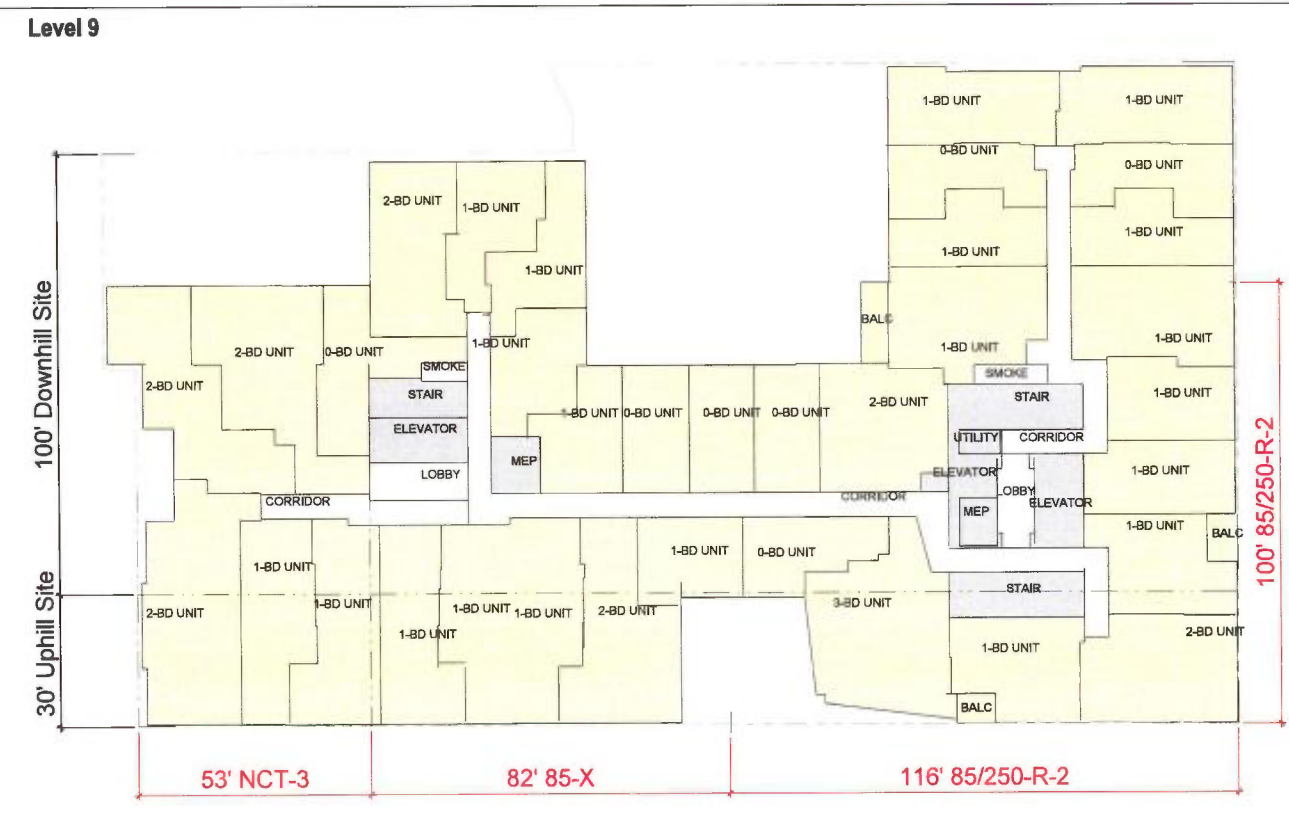 Level 9
1-BD UNIT
1-BD UNIT
0-BD UNIT
0-BD UNIT
2-BD UNIT
1-BD UNIT
1-BD UNIT
1-BD UNIT
1-BD UNIT
BALC
1-BD UNIT
1-BD UNIT
1-BD UNIT
2-BD UNIT
0-BD UNIT
SMOKE
SMOKE
2-BD UNIT
STAIR
STAIR
1-BD UNIT
1-BD UNIT
0-BD UNIT
0-BD UNIT
0-BD UNIT
2-BD UNIT
ELEVATOR
UTILITY
CORRIDOR
MEP
LOBBY
ELEVATOR
1-BD UNIT
LOBBY
CORRIDOR
CORRIDOR
MEP
ELEVATOR
1-BD UNIT
BALC
1-BD UNIT
1-BD UNIT
0-BD UNIT
STAIR
2-BD UNIT
1-BD UNIT
1-BD UNIT
1-BD UNIT
2-BD UNIT
3-BD UNIT
1-BD UNIT
1-BD UNIT
2-BD UNIT
BALC
100' Downhill Site
30' Uphill Site
100' 85/250-R-2
53' NCT-3
82' 85-X
116' 85/250-R-2